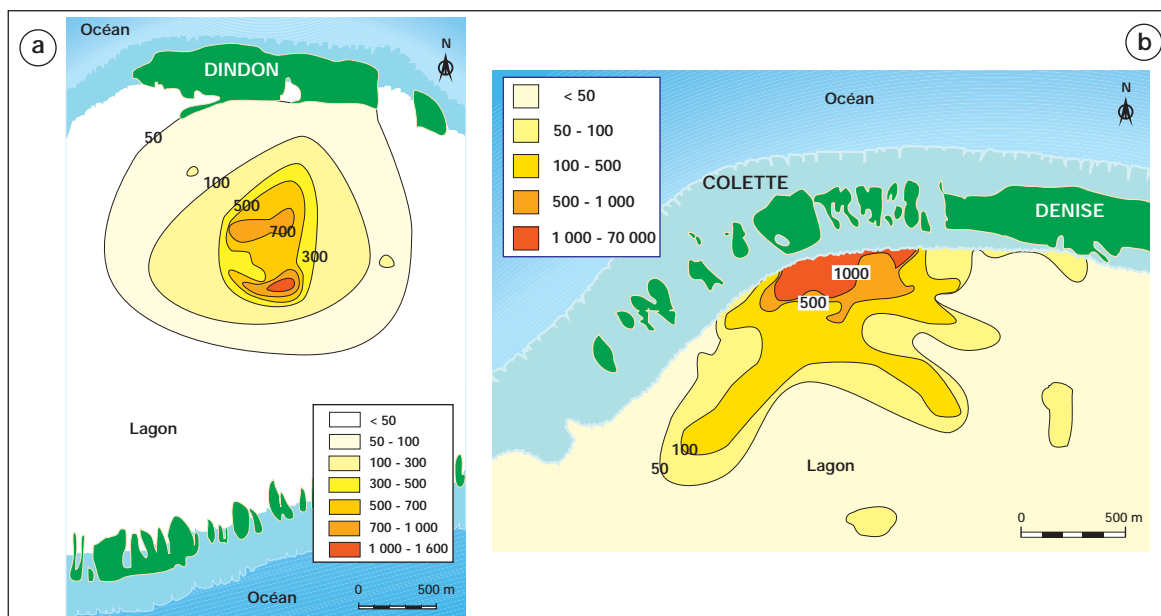 a
Océan
N
DINDON
50
100
500
700
300
Lagon
< 50
50 - 100
100 - 300
300 - 500
500 - 700
700 - 1 000
1 000 - 1 600
0 500 m
Océan
b
< 50
50 - 100
100 - 500
500 - 1 000
1 000 - 70 000
Océan
N
COLETTE
DENISE
1000
500
100
50
Lagon
0 500 m